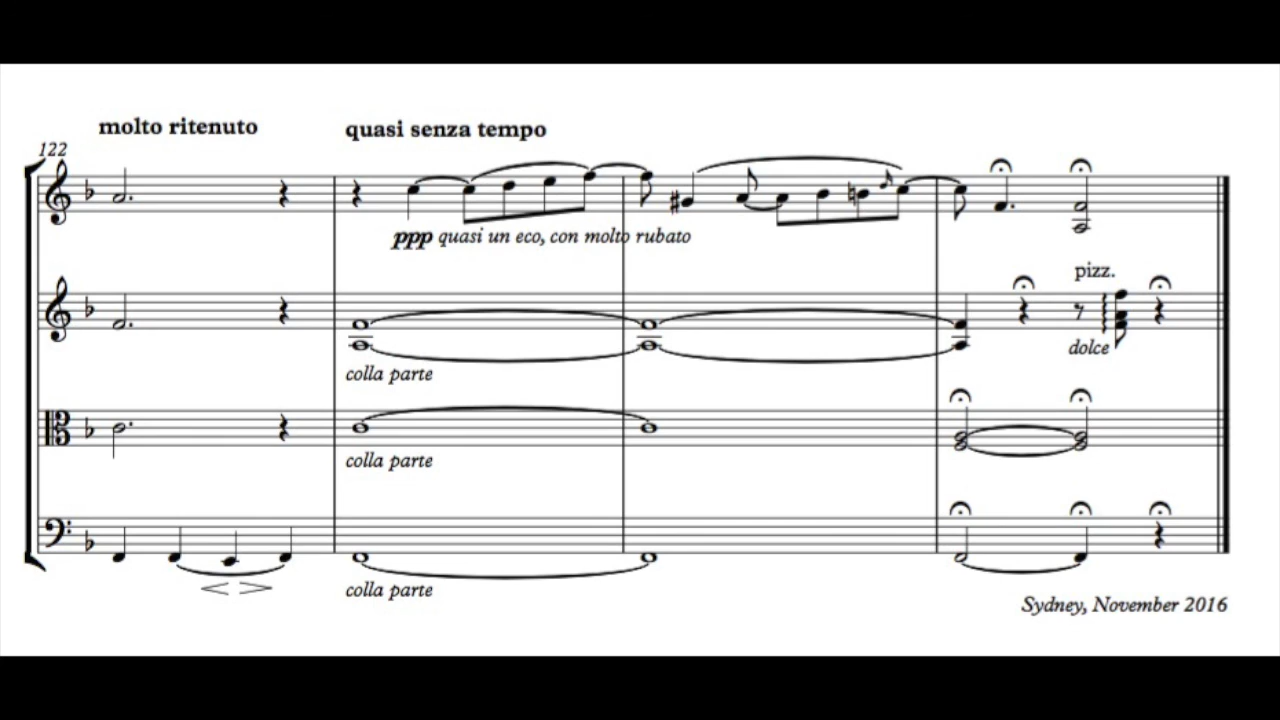 molto ritenuto
quasi senza tempo
122
ppp quasi un eco, con molto rubato
pizz.
dolce
colla parte
colla parte
colla parte
Sydney, November 2016